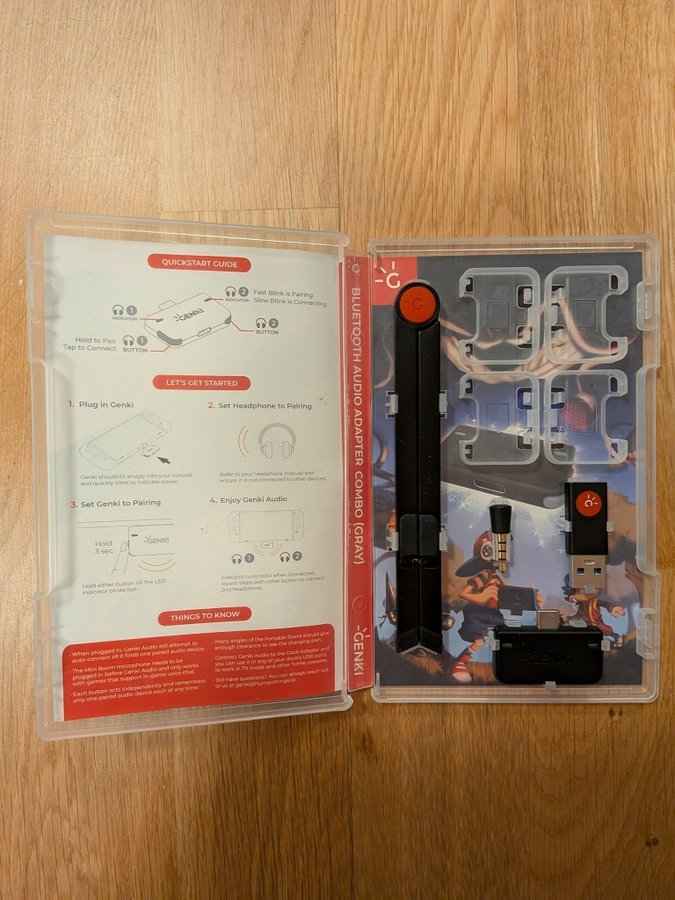 QUICKSTART GUIDE
1
INDICATOR
2
INDICATOR
Fast Blink is Pairing
Slow Blink is Connecting
GENKI
Hold to Pair
Tap to Connect
1
BUTTON
2
BUTTON
LET'S GET STARTED
1. Plug in Genki
Genki should fit snugly into your console
and quickly blink to indicate power.
2. Set Headphone to Pairing
Refer to your headphone manual and
ensure it is not connected to other devices.
3. Set Genki to Pairing
Hold
3 sec
GENKI
Hold either button till the LED
indicator blinks fast.
4. Enjoy Genki Audio
1
2
Indicator turns solid when connected,
repeat steps with other button to connect
2nd headphone.
THINGS TO KNOW
When plugged in, Genki Audio will attempt to
auto-connect till it finds one paired audio device.
- The Mini Boom microphone needs to be
plugged in before Genki Audio and only works
with games that support in-game voice chat.
- Each button acts independently and remembers
only one paired audio device each at any time.
- Many angles of the Portable Stand should give
enough clearance to use the charging port.
Connect Genki Audio to the Dock Adapter and
you can use it in any of your dock's USB ports
to work in TV mode and other home consoles.
- Still have questions? You can always reach out
to us at genki@humanthings.io.
G
BLUETOOTH AUDIO ADAPTER COMBO (GRAY)
GENKI
G
G
G
GENKI